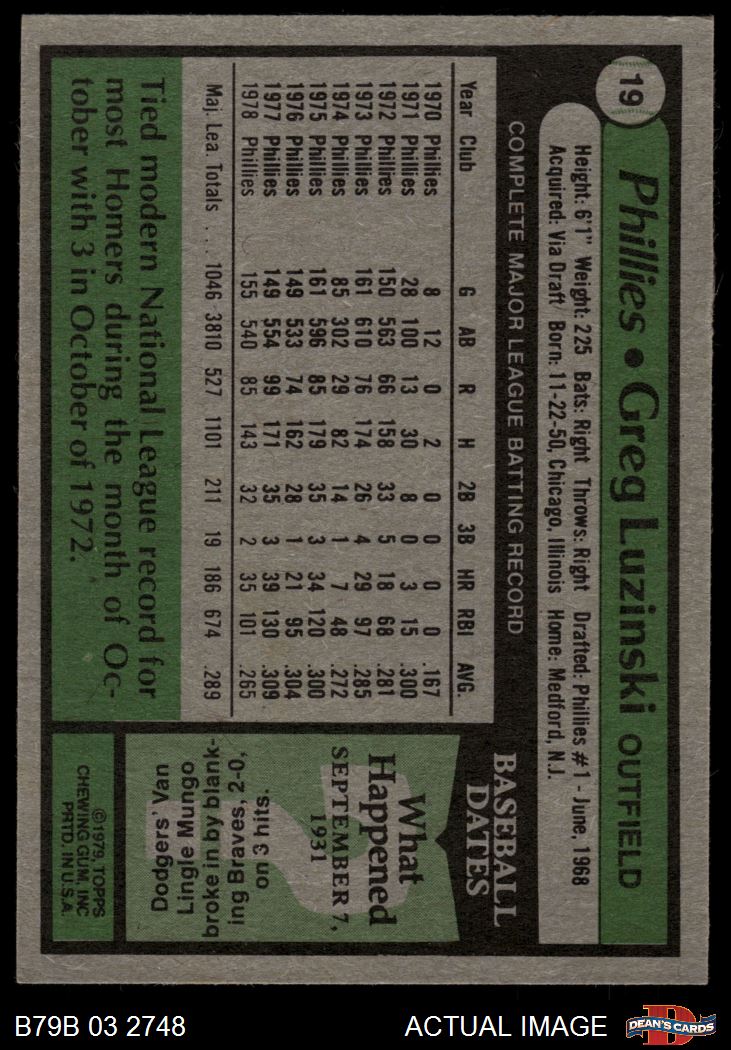 19
Phillies • Greg Luzinski OUTFIELD
Height: 6'1" Weight: 225 Bats: Right Throws: Right Drafted: Phillies #1 - June, 1968
Acquired: Via Draft Born: 11-22-50, Chicago, Illinois Home: Medford, N.J.
COMPLETE MAJOR LEAGUE BATTING RECORD
Year Club G AB R H 2B 3B HR RBI AVG.
1970 Phillies 8 12 0 2 0 0 0 0 .167
1971 Phillies 28 100 13 30 8 0 3 15 .300
1972 Phillies 150 563 66 158 33 5 18 68 .281
1973 Phillies 161 610 76 174 26 4 29 97 .285
1974 Phillies 85 302 29 82 14 1 7 48 .272
1975 Phillies 161 596 85 179 35 3 34 120 .300
1976 Phillies 149 533 74 162 28 1 21 95 .304
1977 Phillies 149 554 99 171 35 3 39 130 .309
1978 Phillies 155 540 85 143 32 2 35 101 .265
Maj. Lea. Totals . . . 1046 3810 527 1101 211 19 186 674 .289
Tied modern National League record for
most Homers during the month of Oc-
tober with 3 in October of 1972.
BASEBALL
DATES
What
Happened
SEPTEMBER 7,
1931
Dodgers' Van
Lingle Mungo
broke in by blank-
ing Braves, 2-0,
on 3 hits.
©1979, TOPPS
CHEWING GUM, INC
PRTD. IN U.S.A.
B79B 03 2748
ACTUAL IMAGE
D
DEAN'S CARDS